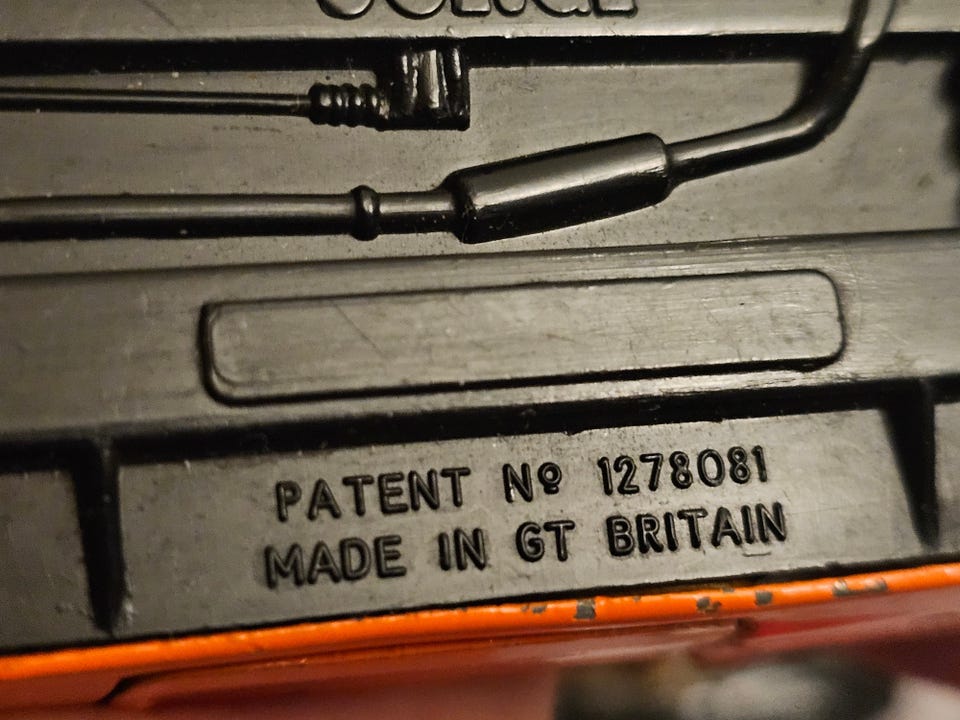 PATENT Nº 1278081
MADE IN GT BRITAIN